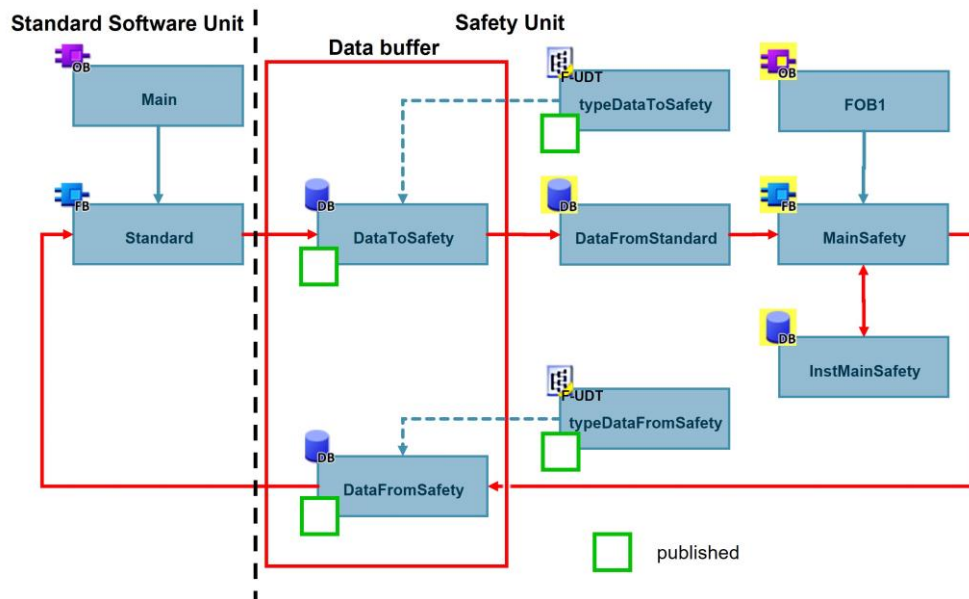 Standard Software Unit
Safety Unit
Data buffer
OB
Main
F-UDT
typeDataToSafety
OB
FOB1
FB
Standard
DB
DataToSafety
DB
DataFromStandard
FB
MainSafety
DB
InstMainSafety
F-UDT
typeDataFromSafety
DB
DataFromSafety
published